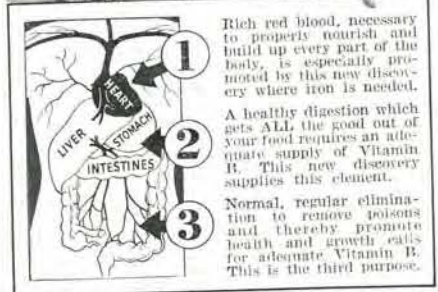 1
HEART
LIVER
STOMACH
2
INTESTINES
3
Rich red blood, necessary
to properly nourish and
build up every part of the
body, is especially pro-
moted by this new discov-
ery where iron is needed.
A healthy digestion which
gets ALL the good out of
your food requires an ade-
quate supply of Vitamin
B. This new discovery
supplies this element.
Normal, regular elimina-
tion to remove poisons
and thereby promote
health and growth calls
for adequate Vitamin B.
This is the third purpose.